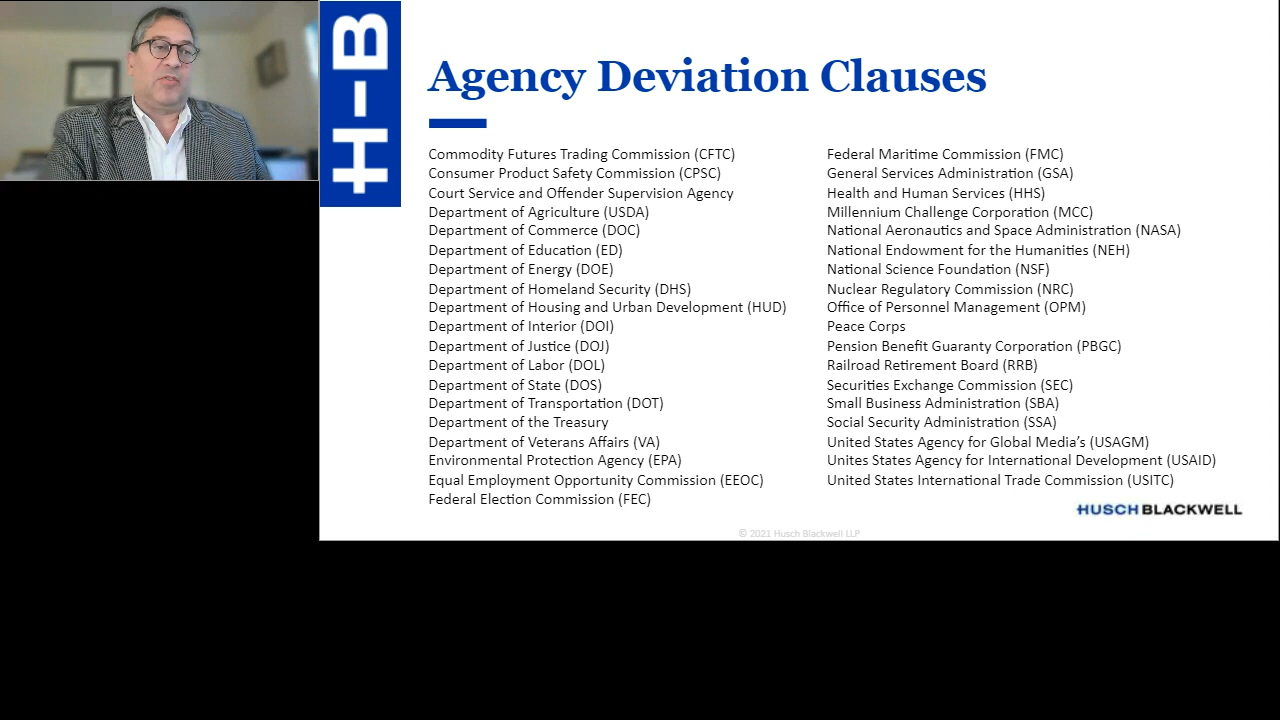 H-B
Agency Deviation Clauses
Commodity Futures Trading Commission (CFTC)
Consumer Product Safety Commission (CPSC)
Court Service and Offender Supervision Agency
Department of Agriculture (USDA)
Department of Commerce (DOC)
Department of Education (ED)
Department of Energy (DOE)
Department of Homeland Security (DHS)
Department of Housing and Urban Development (HUD)
Department of Interior (DOI)
Department of Justice (DOJ)
Department of Labor (DOL)
Department of State (DOS)
Department of Transportation (DOT)
Department of the Treasury
Department of Veterans Affairs (VA)
Environmental Protection Agency (EPA)
Equal Employment Opportunity Commission (EEOC)
Federal Election Commission (FEC)
Federal Maritime Commission (FMC)
General Services Administration (GSA)
Health and Human Services (HHS)
Millennium Challenge Corporation (MCC)
National Aeronautics and Space Administration (NASA)
National Endowment for the Humanities (NEH)
National Science Foundation (NSF)
Nuclear Regulatory Commission (NRC)
Office of Personnel Management (OPM)
Peace Corps
Pension Benefit Guaranty Corporation (PBGC)
Railroad Retirement Board (RRB)
Securities Exchange Commission (SEC)
Small Business Administration (SBA)
Social Security Administration (SSA)
United States Agency for Global Media's (USAGM)
Unites States Agency for International Development (USAID)
United States International Trade Commission (USITC)
HUSCH BLACKWELL
© 2021 Husch Blackwell LLP